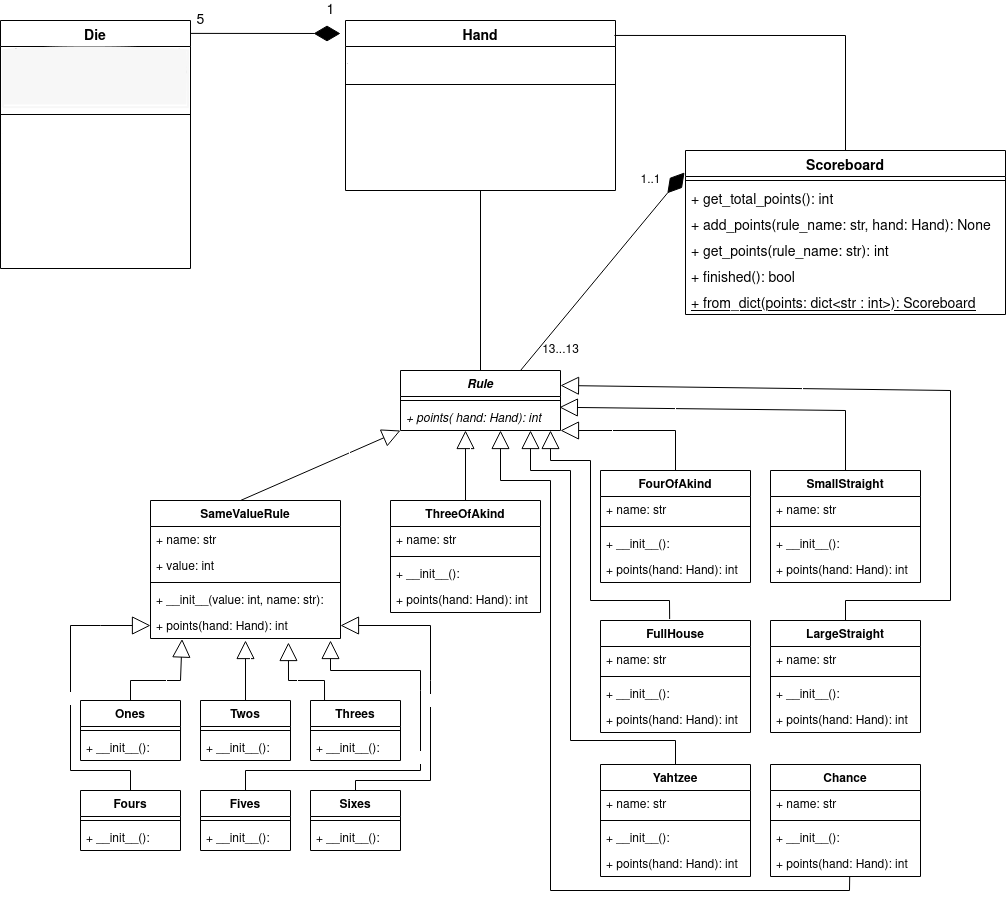 5
1
Die
Hand
Scoreboard
+ get_total_points(): int
+ add_points(rule_name: str, hand: Hand): None
+ get_points(rule_name: str): int
+ finished(): bool
+ from_dict(points: dict<str : int>): Scoreboard
1..1
13...13
Rule
+ points( hand: Hand): int
SameValueRule
+ name: str
+ value: int
+ __init__(value: int, name: str):
+ points(hand: Hand): int
ThreeOfAkind
+ name: str
+ __init__():
+ points(hand: Hand): int
FourOfAkind
+ name: str
+ __init__():
+ points(hand: Hand): int
SmallStraight
+ name: str
+ __init__():
+ points(hand: Hand): int
FullHouse
+ name: str
+ __init__():
+ points(hand: Hand): int
LargeStraight
+ name: str
+ __init__():
+ points(hand: Hand): int
Ones
+ __init__():
Twos
+ __init__():
Threes
+ __init__():
Fours
+ __init__():
Fives
+ __init__():
Sixes
+ __init__():
Yahtzee
+ name: str
+ __init__():
+ points(hand: Hand): int
Chance
+ name: str
+ __init__():
+ points(hand: Hand): int